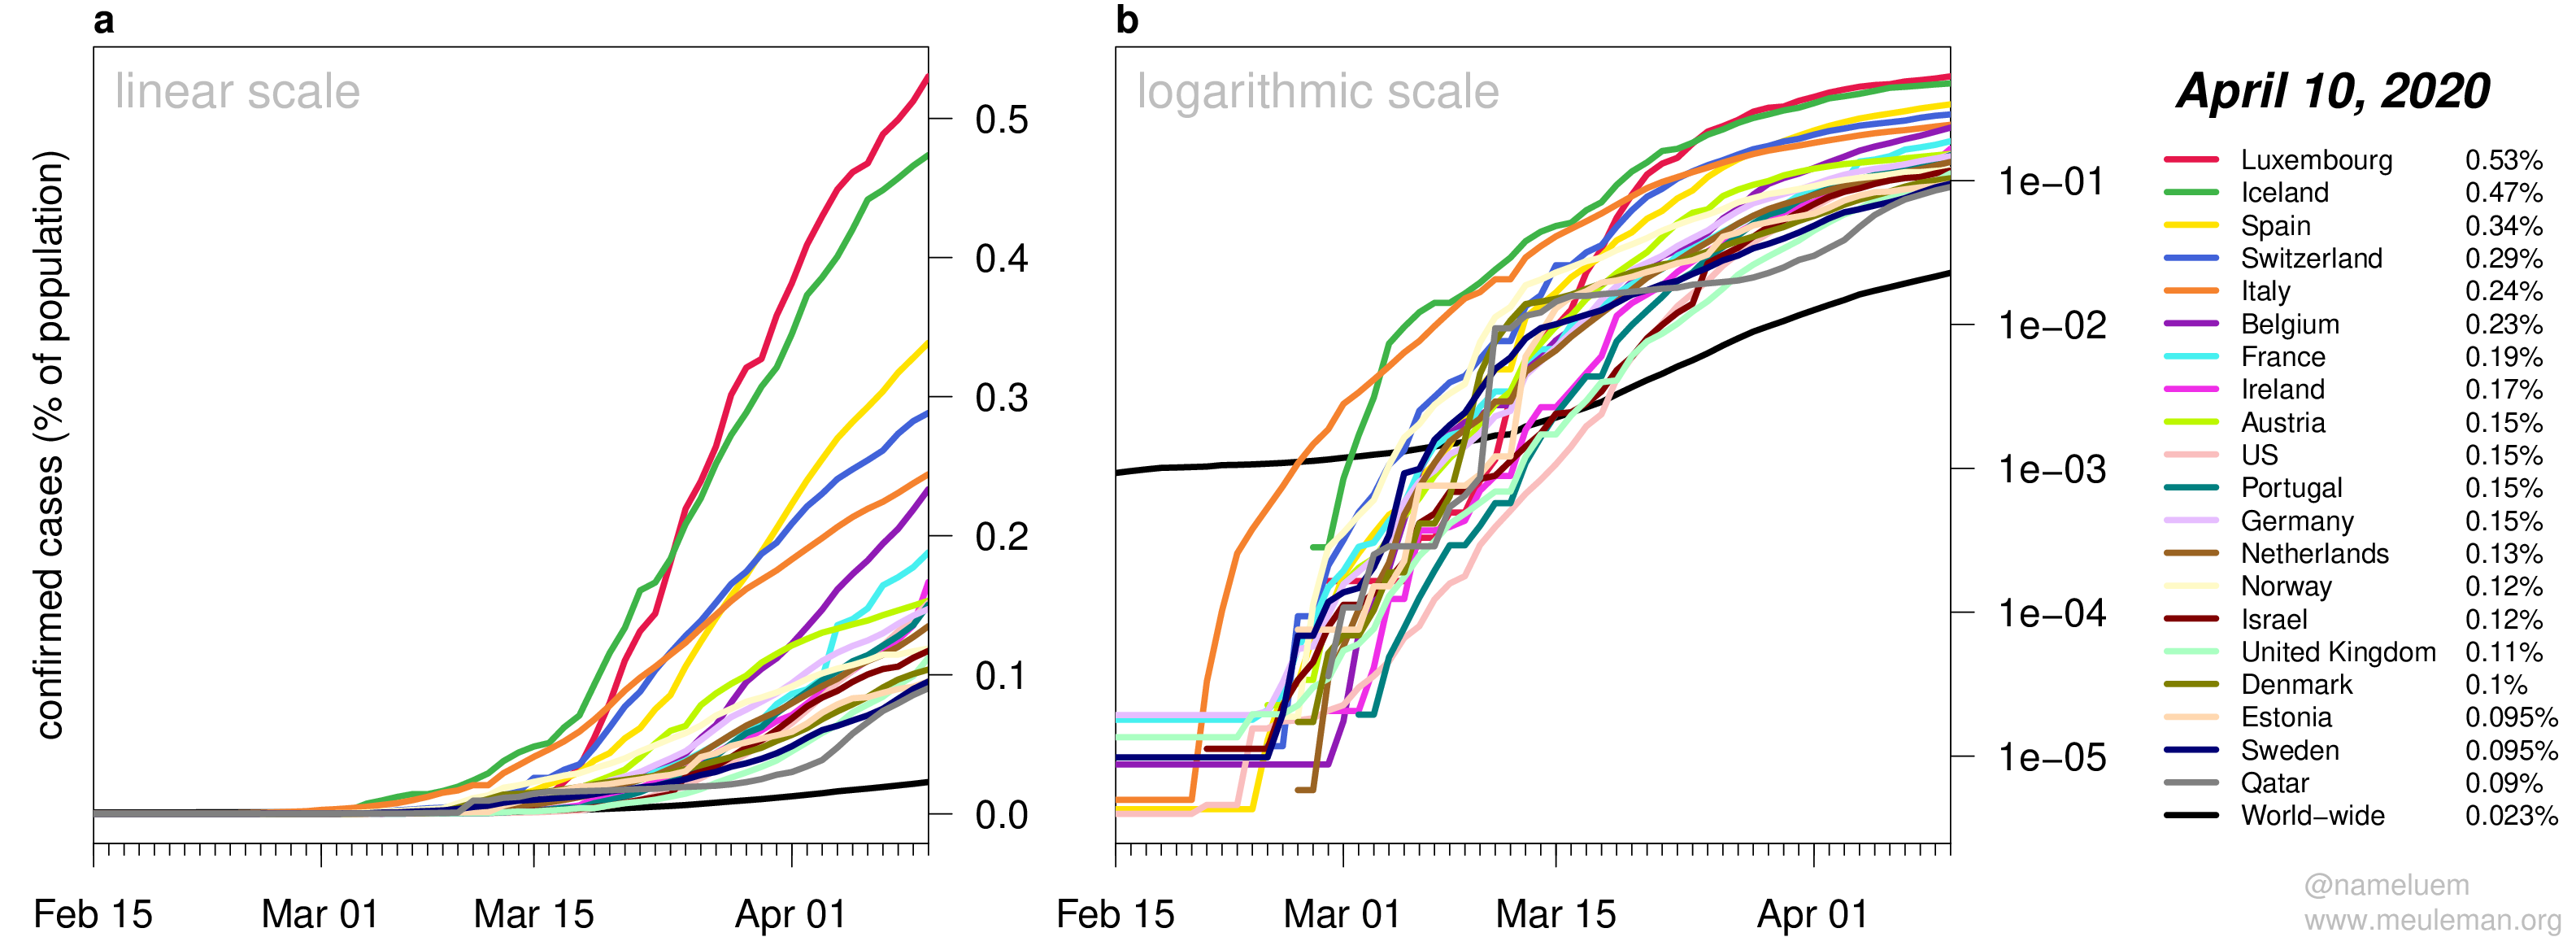 a
linear scale
confirmed cases (% of population)
0.5
0.4
0.3
0.2
0.1
0.0
Feb 15 Mar 01 Mar 15 Apr 01
b
logarithmic scale
1e−01
1e−02
1e−03
1e−04
1e−05
Feb 15 Mar 01 Mar 15 Apr 01
April 10, 2020
Luxembourg 0.53%
Iceland 0.47%
Spain 0.34%
Switzerland 0.29%
Italy 0.24%
Belgium 0.23%
France 0.19%
Ireland 0.17%
Austria 0.15%
US 0.15%
Portugal 0.15%
Germany 0.15%
Netherlands 0.13%
Norway 0.12%
Israel 0.12%
United Kingdom 0.11%
Denmark 0.1%
Estonia 0.095%
Sweden 0.095%
Qatar 0.09%
World−wide 0.023%
@nameluem
www.meuleman.org